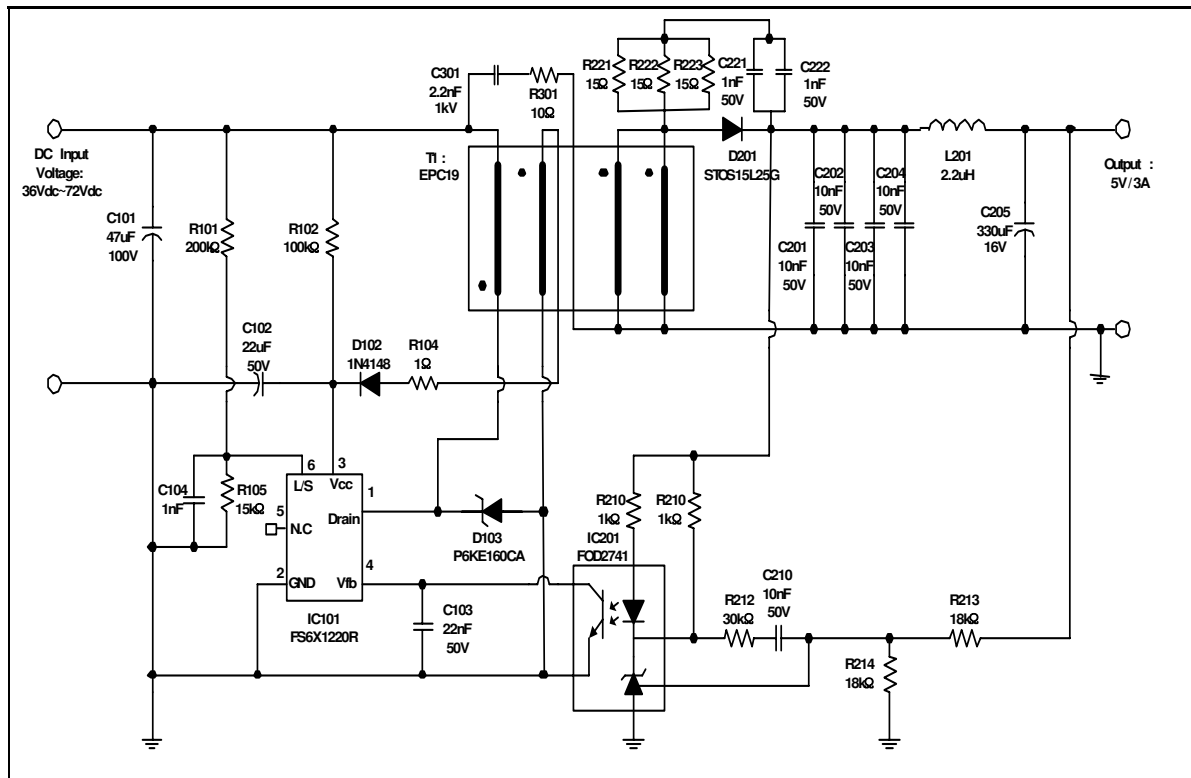 C301
2.2nF
1kV
R301
10Ω
R221
15Ω
R222
15Ω
R223
15Ω
C221
1nF
50V
C222
1nF
50V
DC Input
Voltage:
36Vdc~72Vdc
C101
47uF
100V
R101
200kΩ
R102
100kΩ
T1 :
EPC19
D201
STOS15L25G
C202
10nF
50V
C204
10nF
50V
C201
10nF
50V
C203
10nF
50V
L201
2.2uH
C205
330uF
16V
Output :
5V/3A
C102
22uF
50V
D102
1N4148
R104
1Ω
C104
1nF
R105
15kΩ
6
L/S
3
Vcc
1
Drain
5
N.C
2
GND
4
Vfb
IC101
FS6X1220R
D103
P6KE160CA
C103
22nF
50V
R210
1kΩ
R210
1kΩ
IC201
FOD2741
R212
30kΩ
C210
10nF
50V
R213
18kΩ
R214
18kΩ